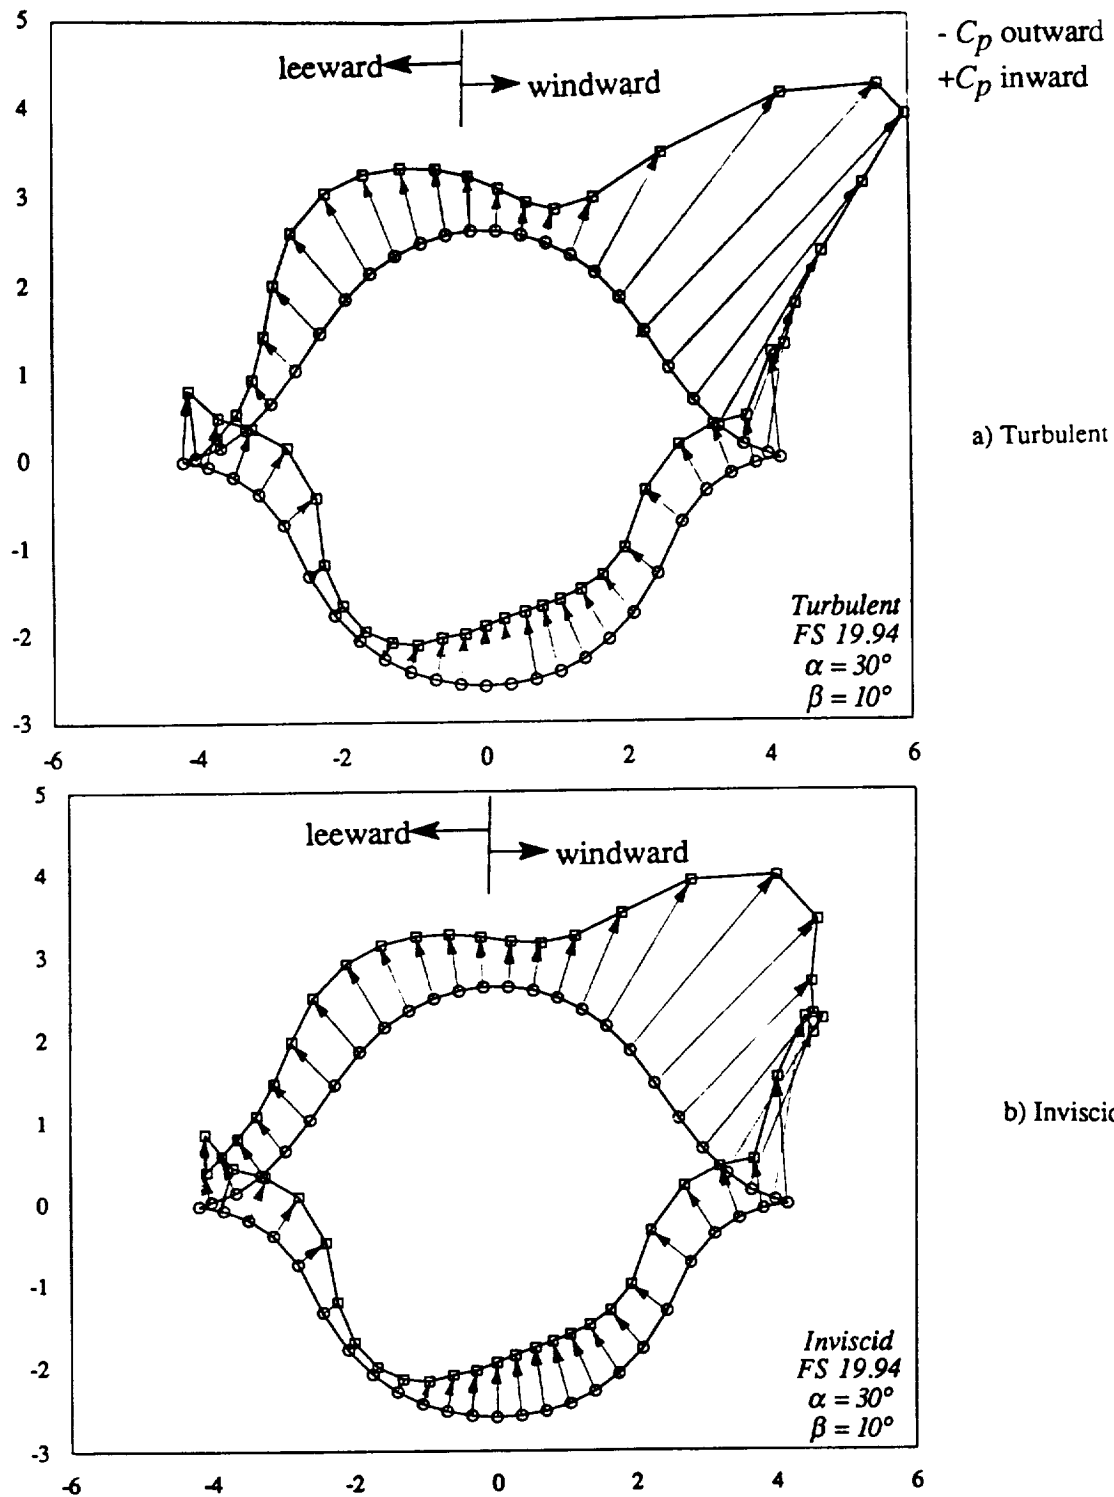 5
4
3
2
1
0
-1
-2
-3
-6
-4
-2
0
2
4
6
leeward
windward
- Cp outward
+Cp inward
a) Turbulent
Turbulent
FS 19.94
α = 30°
β = 10°
5
4
3
2
1
0
-1
-2
-3
-6
-4
-2
0
2
4
6
leeward
windward
b) Inviscid
Inviscid
FS 19.94
α = 30°
β = 10°